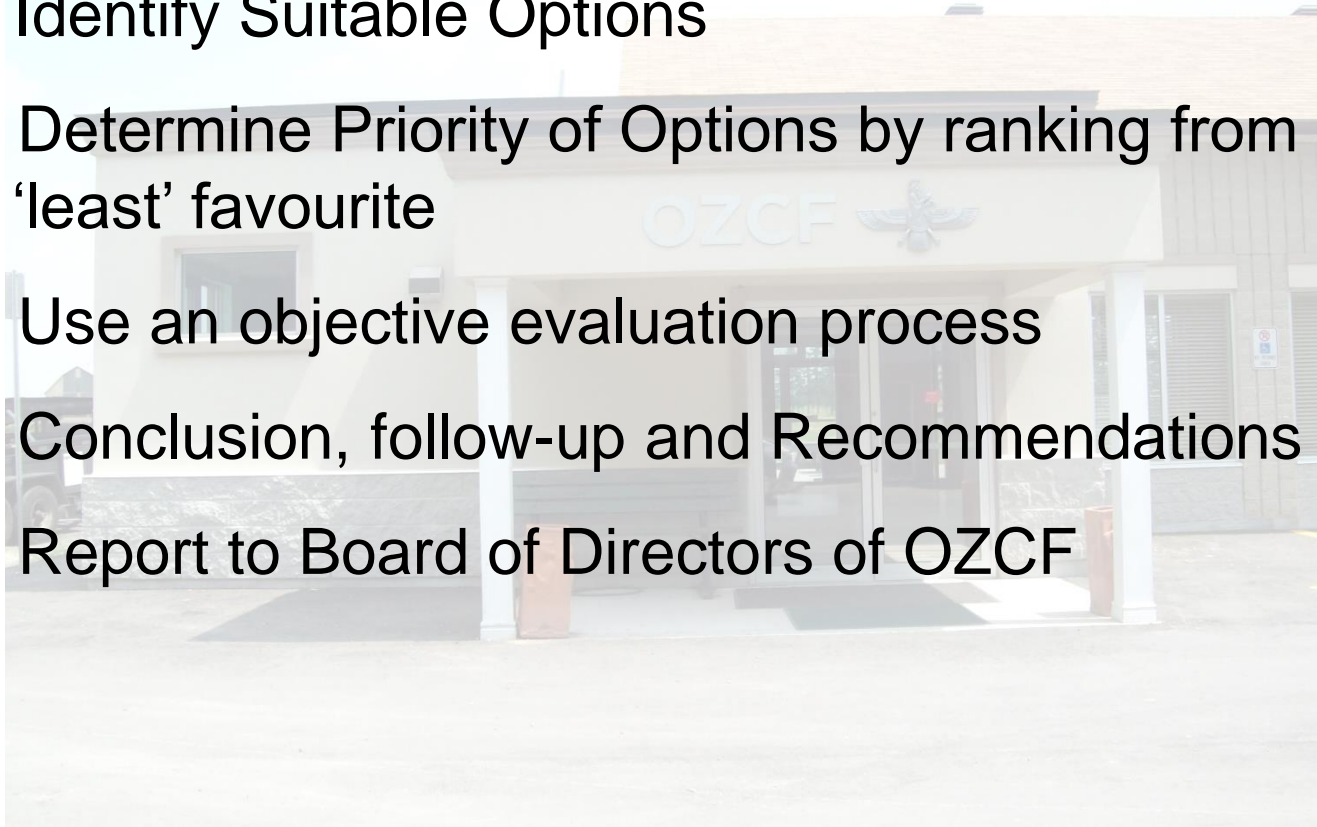 Identify Suitable Options
Determine Priority of Options by ranking from
‘least’ favourite
OZCF
Use an objective evaluation process
Conclusion, follow-up and Recommendations
Report to Board of Directors of OZCF